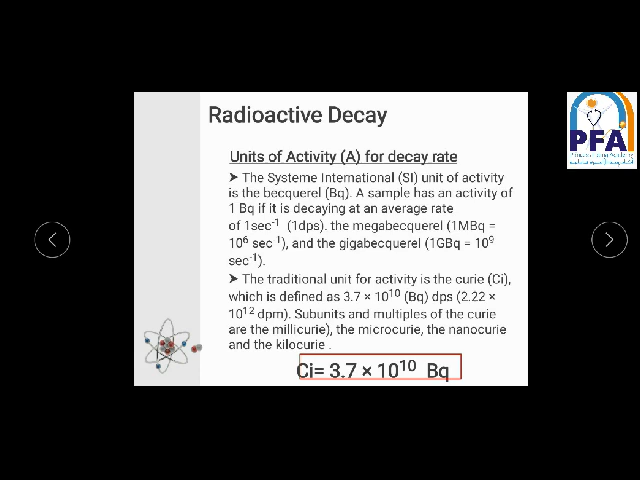 Radioactive Decay
PFA
Units of Activity (A) for decay rate
➤ The Systeme International (SI) unit of activity
is the becquerel (Bq). A sample has an activity of
1 Bq if it is decaying at an average rate
of 1sec⁻¹ (1dps). the megabecquerel (1MBq =
10⁶ sec⁻¹), and the gigabecquerel (1GBq = 10⁹
sec⁻¹).
➤ The traditional unit for activity is the curie (Ci),
which is defined as 3.7 × 10¹⁰ (Bq) dps (2.22 ×
10¹² dpm). Subunits and multiples of the curie
are the millicurie), the microcurie, the nanocurie
and the kilocurie .
Ci= 3.7 × 10¹⁰ Bq